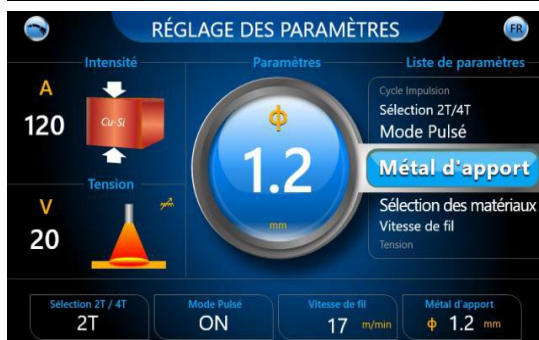 RÉGLAGE DES PARAMÈTRES
FR
Intensité
A
120
Cu-Si
Tension
V
20
Paramètres
ϕ
1.2
mm
Liste de paramètres
Cycle Impulsion
Sélection 2T/4T
Mode Pulsé
Métal d'apport
Sélection des matériaux
Vitesse de fil
Tension
Sélection 2T / 4T
2T
Mode Pulsé
ON
Vitesse de fil
17 m/min
Métal d'apport
ϕ 1.2 mm